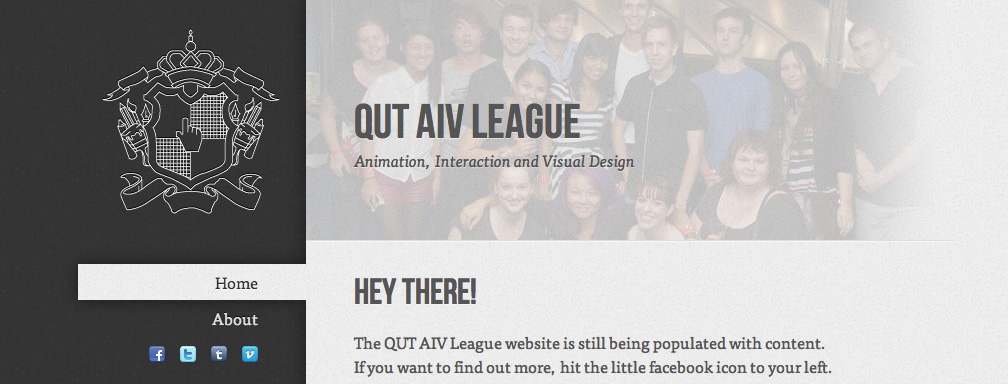 QUT AIV LEAGUE
Animation, Interaction and Visual Design
Home
About
HEY THERE!
The QUT AIV League website is still being populated with content.
If you want to find out more, hit the little facebook icon to your left.